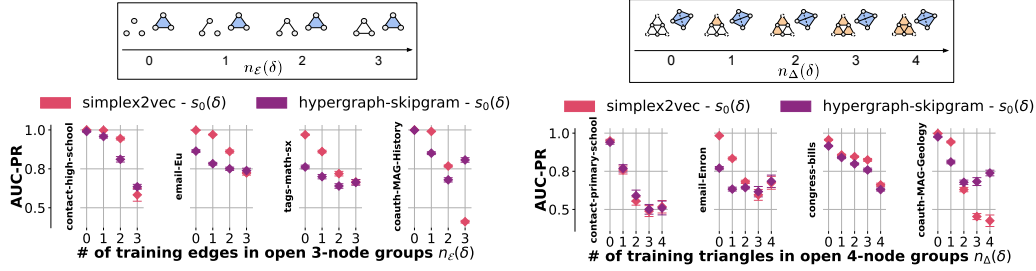 0 1 2 3
n_ℰ(δ)
simplex2vec - s₀(δ) hypergraph-skipgram - s₀(δ)
AUC-PR
1.0
0.8
0.5
contact-high-school
email-Eu
tags-math-sx
coauth-MAG-History
0 1 2 3 0 1 2 3 0 1 2 3 0 1 2 3
# of training edges in open 3-node groups n_ℰ(δ)
0 1 2 3 4
n_Δ(δ)
simplex2vec - s₀(δ) hypergraph-skipgram - s₀(δ)
AUC-PR
1.0
0.8
0.5
contact-primary-school
email-Enron
congress-bills
coauth-MAG-Geology
0 1 2 3 4 0 1 2 3 4 0 1 2 3 4 0 1 2 3 4
# of training triangles in open 4-node groups n_Δ(δ)